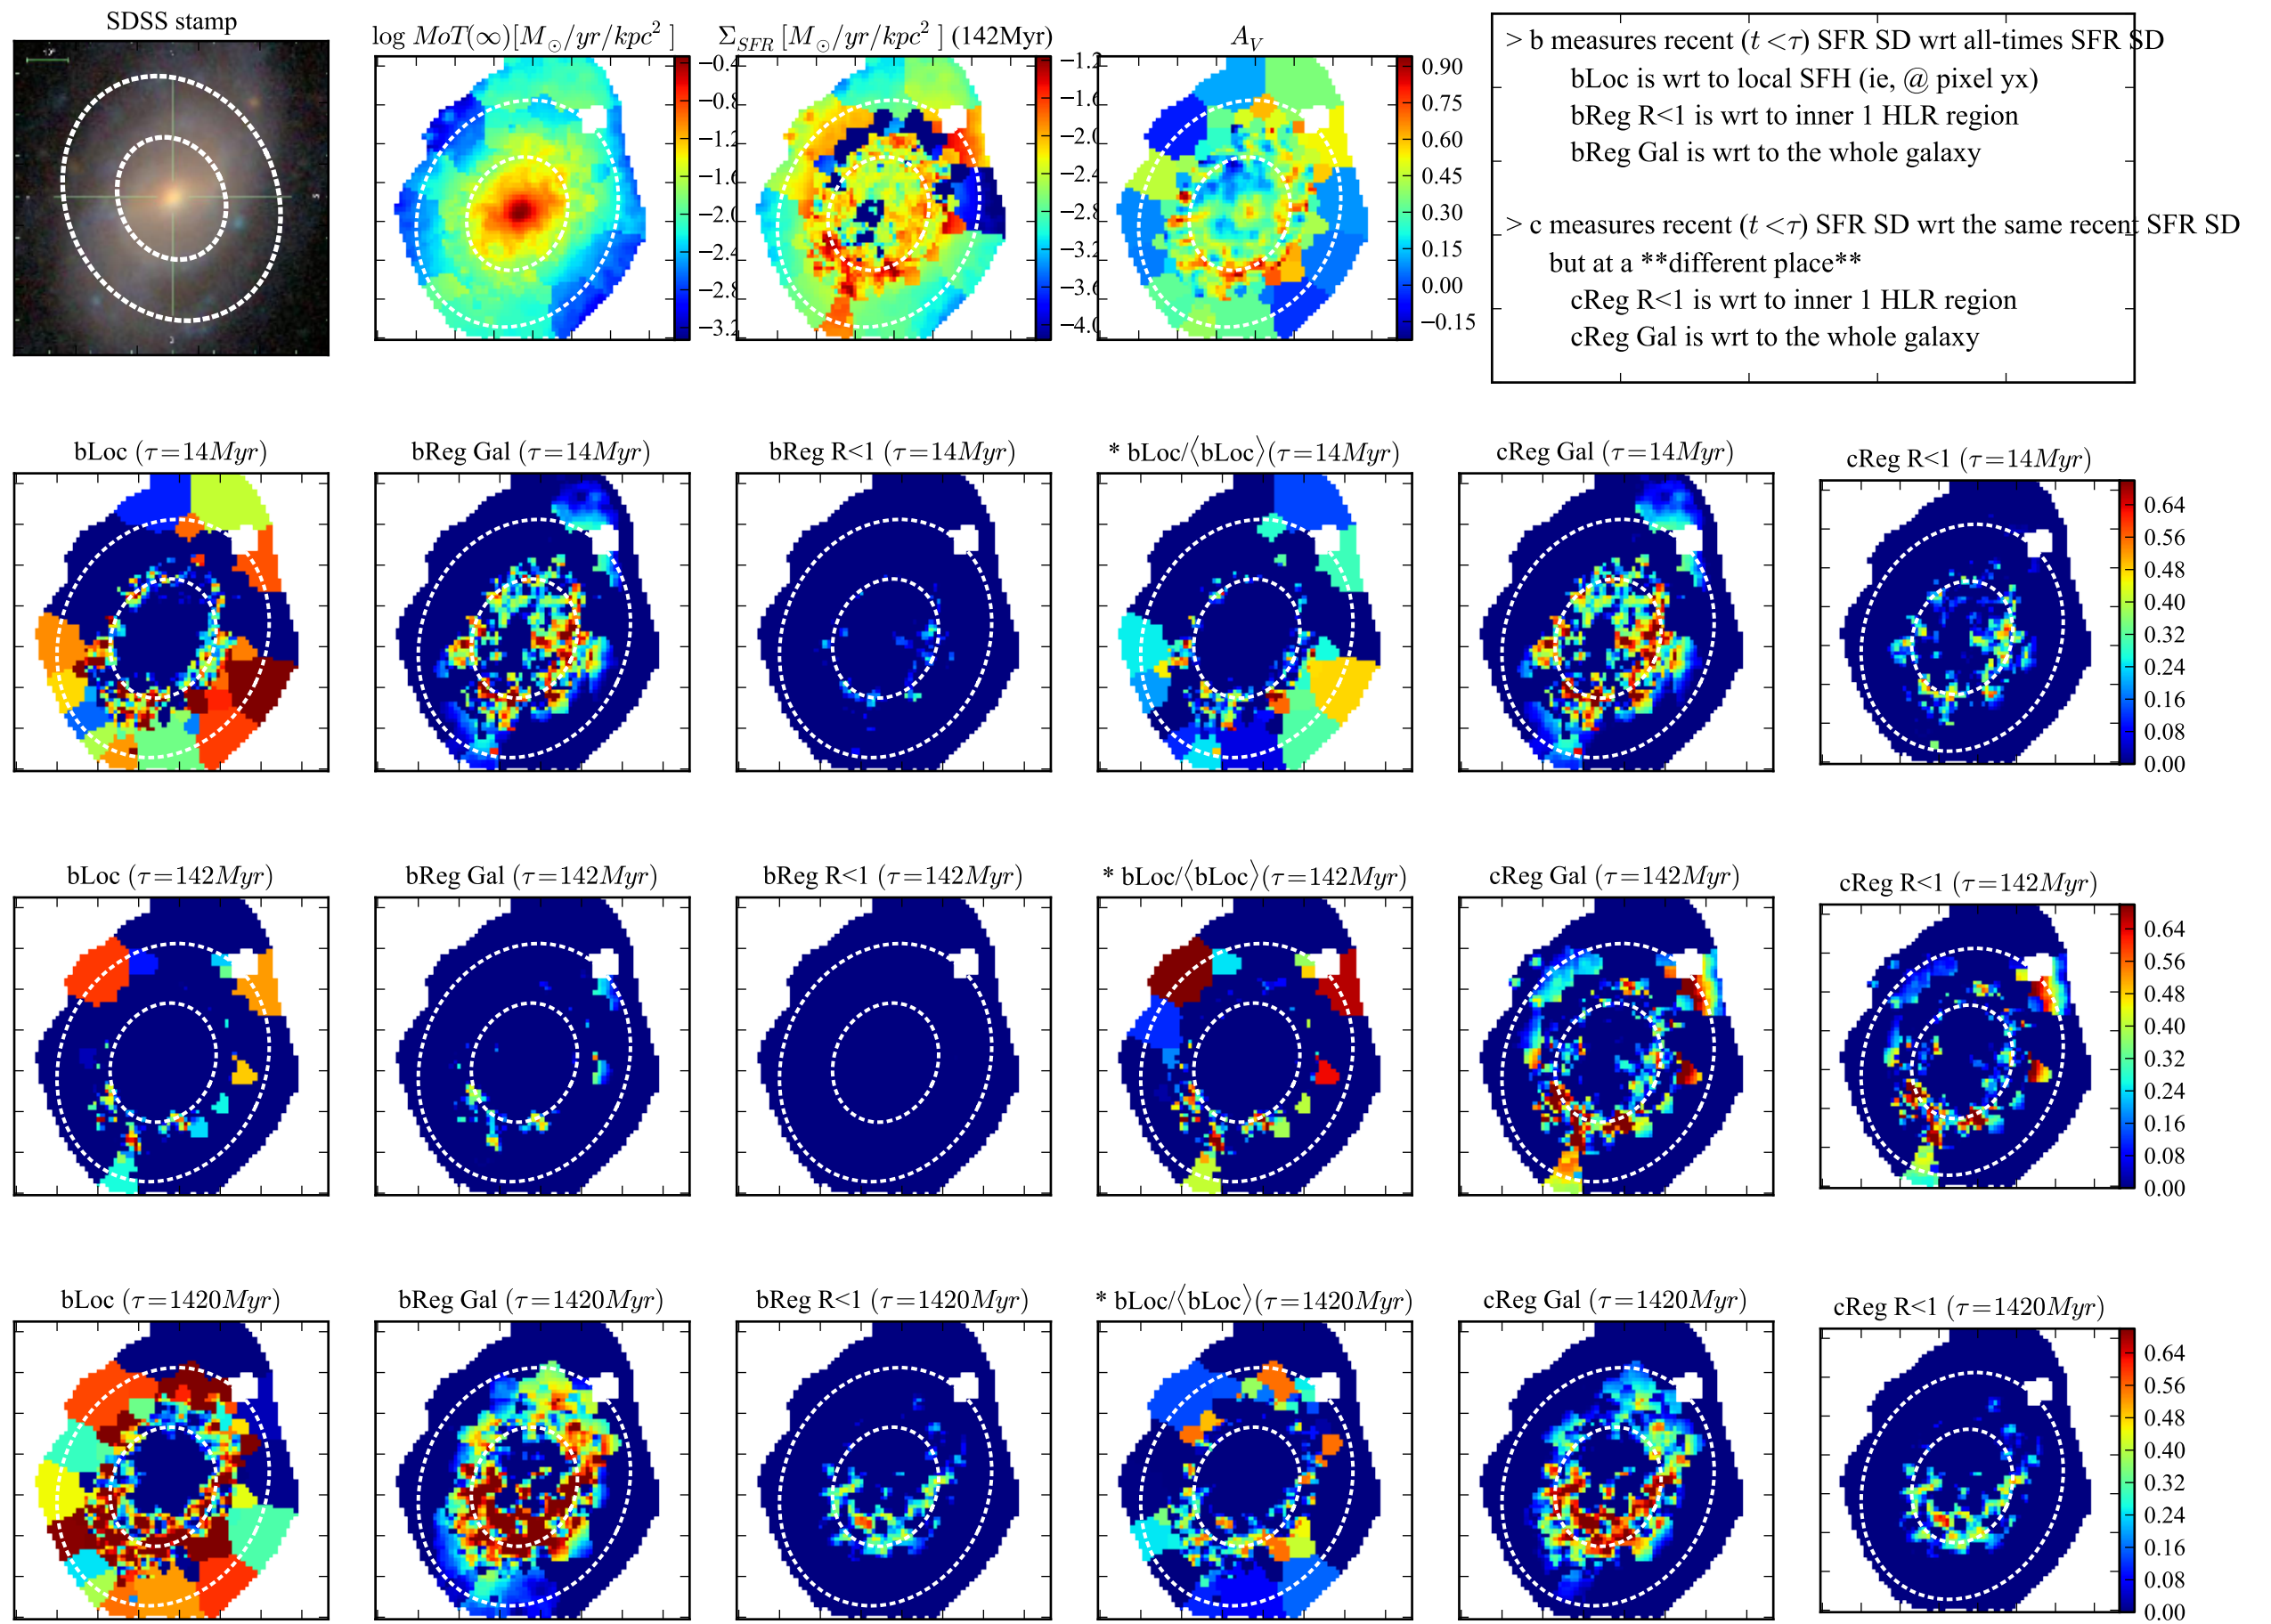 SDSS stamp
log MoT(∞)[M⊙/yr/kpc² ]
Σ_SFR [M⊙/yr/kpc² ] (142Myr)
A_V
−0.4
−0.8
−1.2
−1.6
−2.0
−2.4
−2.8
−3.2
−1.2
−1.6
−2.0
−2.4
−2.8
−3.2
−3.6
−4.0
0.90
0.75
0.60
0.45
0.30
0.15
0.00
−0.15
> b measures recent (t <τ) SFR SD wrt all-times SFR SD
bLoc is wrt to local SFH (ie, @ pixel yx)
bReg R<1 is wrt to inner 1 HLR region
bReg Gal is wrt to the whole galaxy
> c measures recent (t <τ) SFR SD wrt the same recent SFR SD
but at a **different place**
cReg R<1 is wrt to inner 1 HLR region
cReg Gal is wrt to the whole galaxy
bLoc (τ =14Myr)
bReg Gal (τ =14Myr)
bReg R<1 (τ =14Myr)
* bLoc/⟨bLoc⟩(τ =14Myr)
cReg Gal (τ =14Myr)
cReg R<1 (τ =14Myr)
0.64
0.56
0.48
0.40
0.32
0.24
0.16
0.08
0.00
bLoc (τ =142Myr)
bReg Gal (τ =142Myr)
bReg R<1 (τ =142Myr)
* bLoc/⟨bLoc⟩(τ =142Myr)
cReg Gal (τ =142Myr)
cReg R<1 (τ =142Myr)
0.64
0.56
0.48
0.40
0.32
0.24
0.16
0.08
0.00
bLoc (τ =1420Myr)
bReg Gal (τ =1420Myr)
bReg R<1 (τ =1420Myr)
* bLoc/⟨bLoc⟩(τ =1420Myr)
cReg Gal (τ =1420Myr)
cReg R<1 (τ =1420Myr)
0.64
0.56
0.48
0.40
0.32
0.24
0.16
0.08
0.00